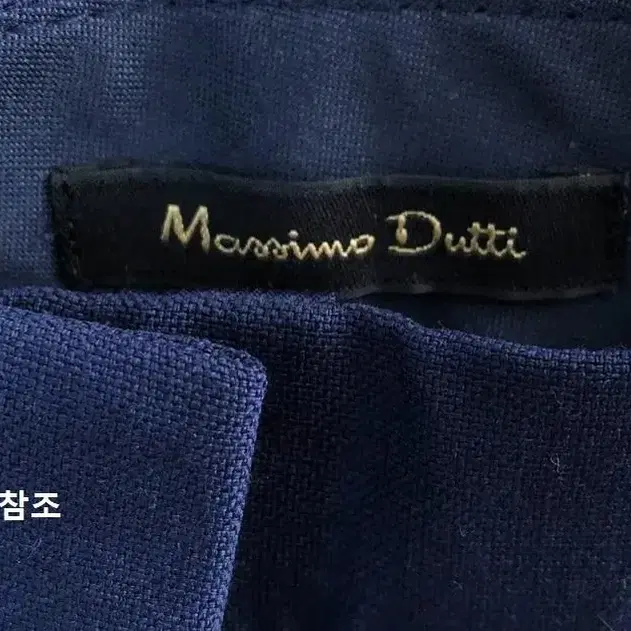 Massimo Dutti
참조